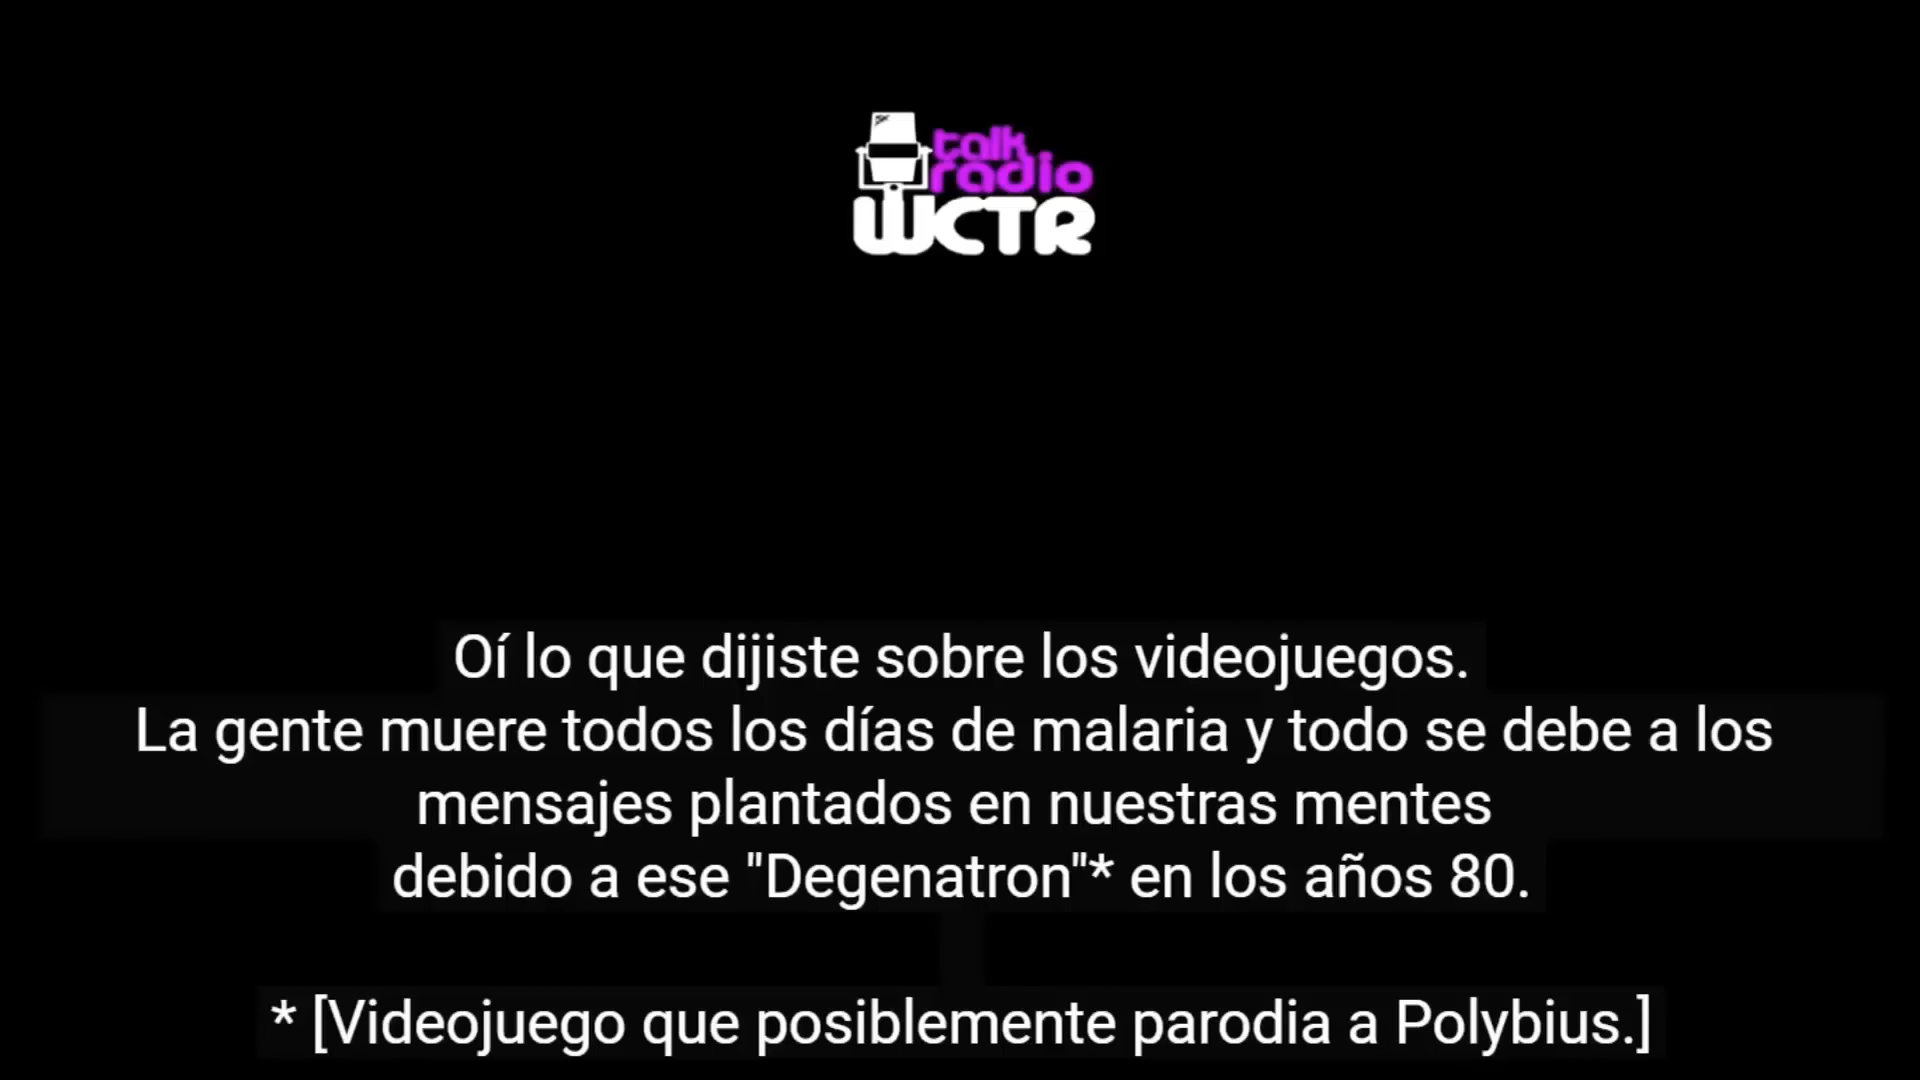 talk
radio
WCTR
Oí lo que dijiste sobre los videojuegos.
La gente muere todos los días de malaria y todo se debe a los
mensajes plantados en nuestras mentes
debido a ese "Degenatron"* en los años 80.
* [Videojuego que posiblemente parodia a Polybius.]